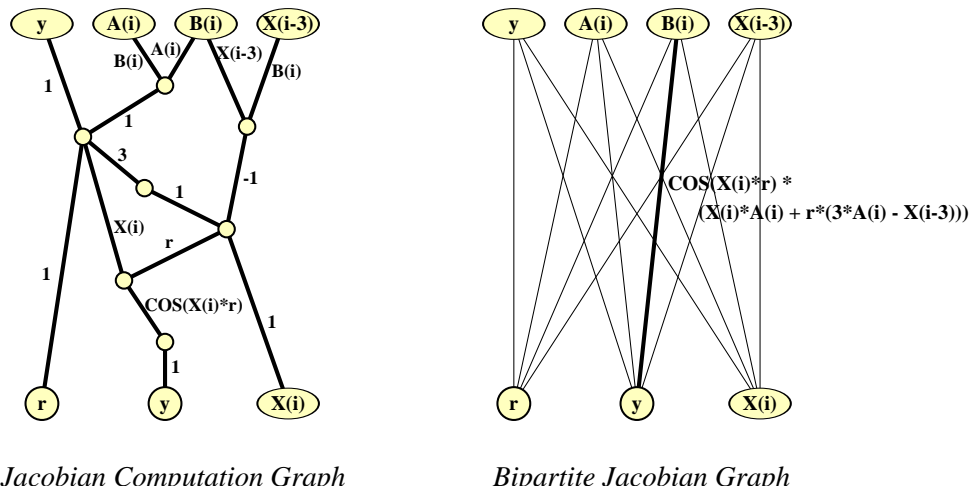 y A(i) B(i) X(i-3) y A(i) B(i) X(i-3)
B(i) A(i) X(i-3) B(i)
1
1
3
-1
1
COS(X(i)*r) *
(X(i)*A(i) + r*(3*A(i) - X(i-3)))
X(i)
r
1
COS(X(i)*r)
1
1
r y X(i) r y X(i)
Jacobian Computation Graph Bipartite Jacobian Graph